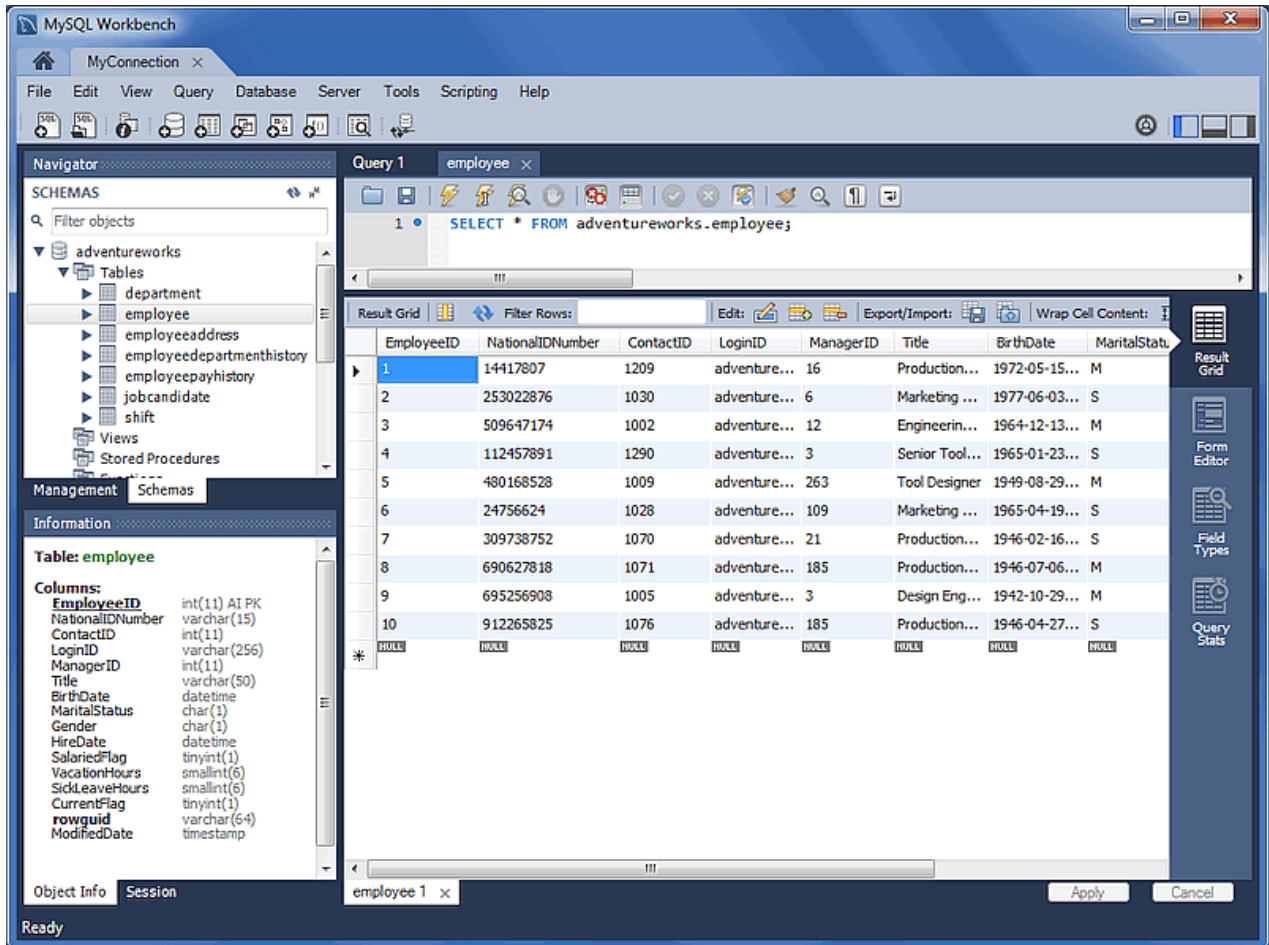 MySQL Workbench
MyConnection
File Edit View Query Database Server Tools Scripting Help
Navigator
SCHEMAS
Filter objects
adventureworks
Tables
department
employee
employeeaddress
employeedepartmenthistory
employeepayhistory
jobcandidate
shift
Views
Stored Procedures
Management Schemas
Information
Table: employee
Columns:
EmployeeID int(11) AI PK
NationalIDNumber varchar(15)
ContactID int(11)
LoginID varchar(256)
ManagerID int(11)
Title varchar(50)
BirthDate datetime
MaritalStatus char(1)
Gender char(1)
HireDate datetime
SalariedFlag tinyint(1)
VacationHours smallint(6)
SickLeaveHours smallint(6)
CurrentFlag tinyint(1)
rowguid varchar(64)
ModifiedDate timestamp
Object Info Session
Query 1 employee
1 SELECT * FROM adventureworks.employee;
Result Grid Filter Rows: Edit: Export/Import: Wrap Cell Content:
EmployeeID NationalIDNumber ContactID LoginID ManagerID Title BirthDate MaritalStatu
1 14417807 1209 adventure... 16 Production... 1972-05-15... M
2 253022876 1030 adventure... 6 Marketing ... 1977-06-03... S
3 509647174 1002 adventure... 12 Engineerin... 1964-12-13... M
4 112457891 1290 adventure... 3 Senior Tool... 1965-01-23... S
5 480168528 1009 adventure... 263 Tool Designer 1949-08-29... M
6 24756624 1028 adventure... 109 Marketing ... 1965-04-19... S
7 309738752 1070 adventure... 21 Production... 1946-02-16... S
8 690627818 1071 adventure... 185 Production... 1946-07-06... M
9 695256908 1005 adventure... 3 Design Eng... 1942-10-29... M
10 912265825 1076 adventure... 185 Production... 1946-04-27... S
NULL NULL NULL NULL NULL NULL NULL NULL
Result
Grid
Form
Editor
Field
Types
Query
Stats
employee 1
Apply Cancel
Ready